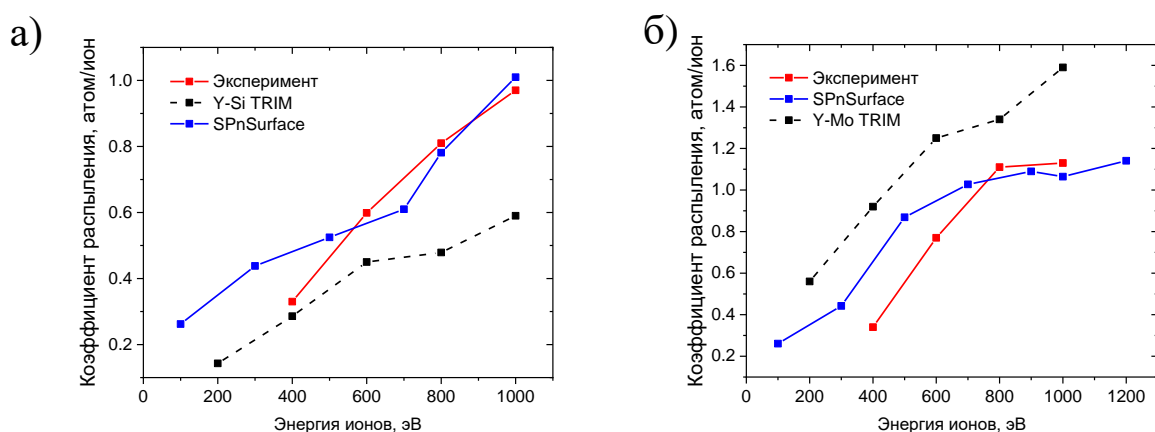 а)
Коэффициент распыления, атом/ион
1.0
0.8
0.6
0.4
0.2
Эксперимент
Y-Si TRIM
SPnSurface
0
200
400
600
800
1000
Энергия ионов, эВ
б)
Коэффициент распыления, атом/ион
1.6
1.4
1.2
1.0
0.8
0.6
0.4
0.2
Эксперимент
SPnSurface
Y-Mo TRIM
0
200
400
600
800
1000
1200
Энергия ионов, эВ